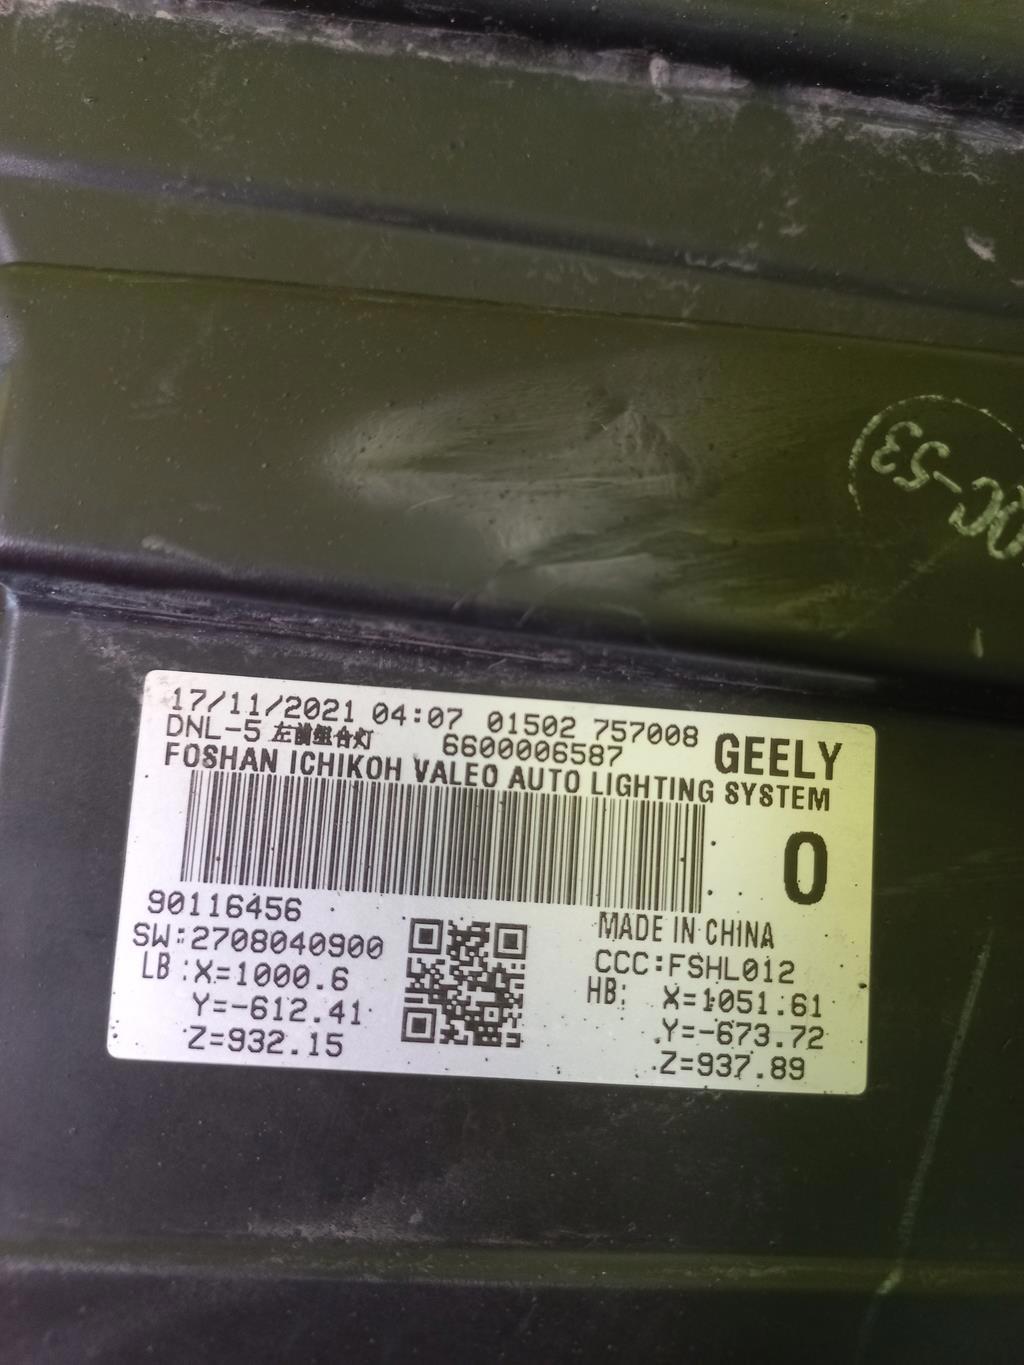 DC-53
17/11/2021 04:07 01502 757008
DNL-5 左前组合灯 6600006587 GEELY
FOSHAN ICHIKOH VALEO AUTO LIGHTING SYSTEM
0
90116456
MADE IN CHINA
SW:2708040900
CCC:FSHL012
LB:X=1000.6
Y=-612.41
Z=932.15
HB: X=1051.61
Y=-673.72
Z=937.89